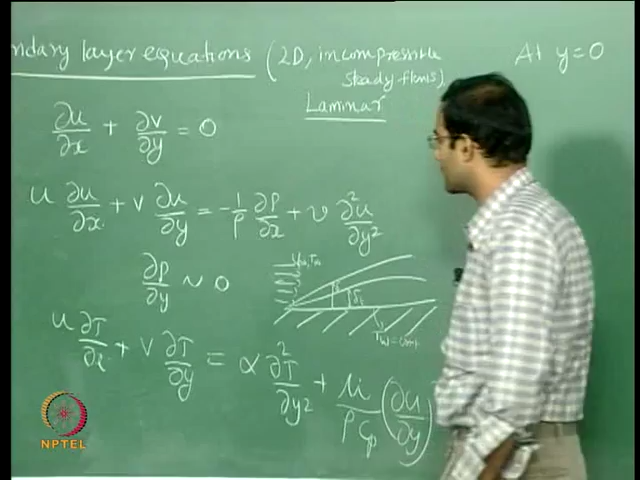 ndary layer equations (2D, incompressible
steady flows),
Laminar
At y=0
∂u/∂x + ∂v/∂y = 0
u ∂u/∂x + v ∂u/∂y = -1/ρ ∂p/∂x + ν ∂²u/∂y²
∂p/∂y ~ 0
u ∂T/∂x + v ∂T/∂y = α ∂²T/∂y² + μ/ρCp (∂u/∂y)
NPTEL